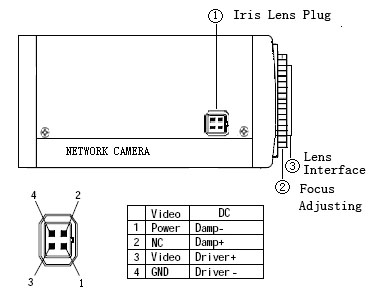 ① Iris Lens Plug
NETWORK CAMERA
③ Lens
Interface
② Focus
Adjusting
4 2
3 1
Video DC
1 Power Damp-
2 NC Damp+
3 Video Driver+
4 GND Driver-